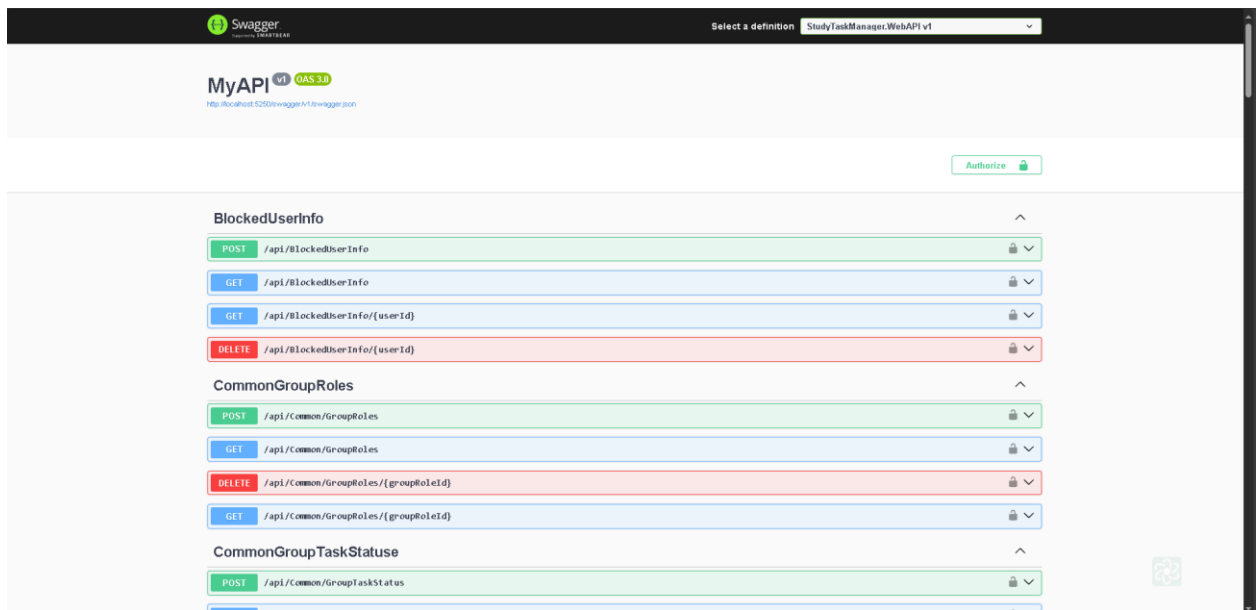 Swagger
Supported by SMARTBEAR
Select a definition
StudyTaskManager.WebAPI v1
MyAPI v1 OAS 3.0
http://localhost:5250/swagger/v1/swagger.json
Authorize
BlockedUserInfo
POST /api/BlockedUserInfo
GET /api/BlockedUserInfo
GET /api/BlockedUserInfo/{userId}
DELETE /api/BlockedUserInfo/{userId}
CommonGroupRoles
POST /api/Common/GroupRoles
GET /api/Common/GroupRoles
DELETE /api/Common/GroupRoles/{groupRoleId}
GET /api/Common/GroupRoles/{groupRoleId}
CommonGroupTaskStatuse
POST /api/Common/GroupTaskStatus